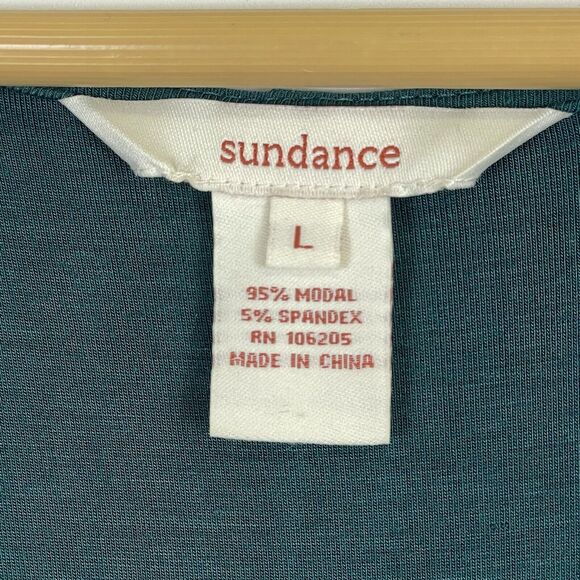 sundance
L
95% MODAL
5% SPANDEX
RN 106205
MADE IN CHINA